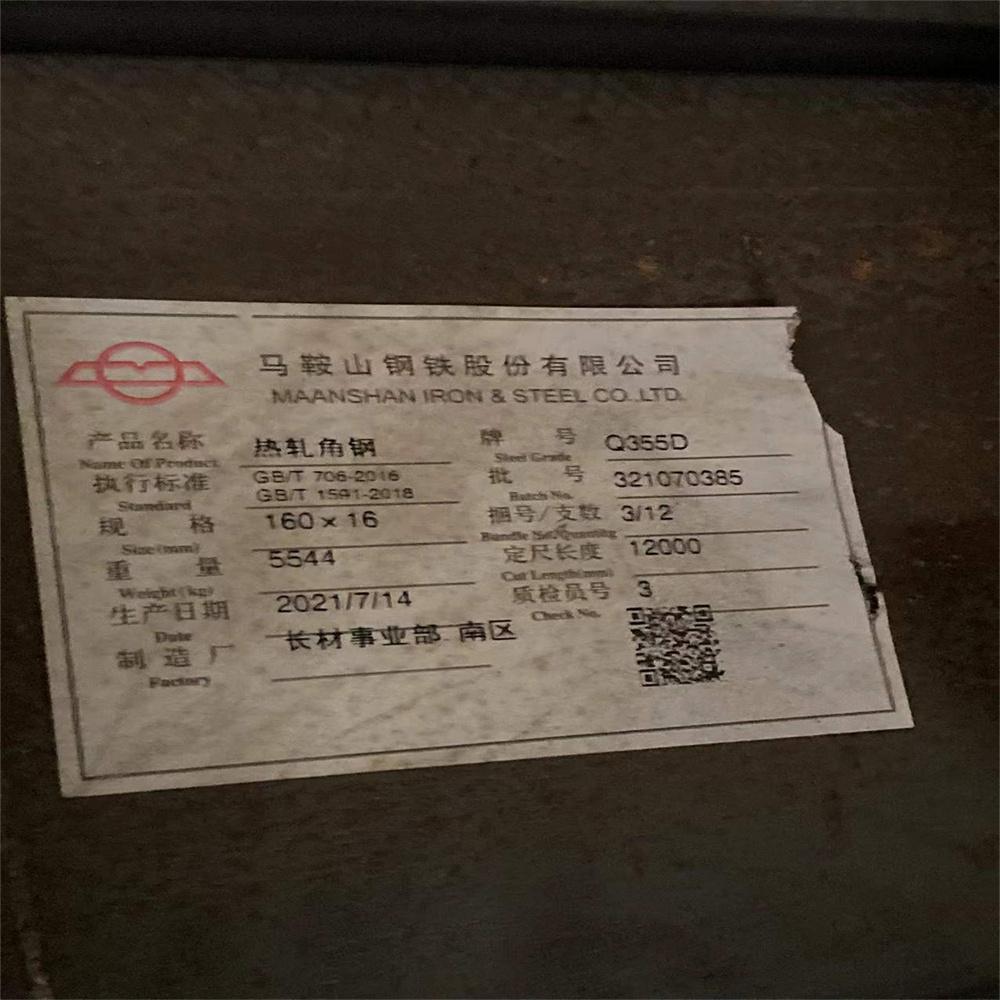 马鞍山钢铁股份有限公司
MAANSHAN IRON & STEEL CO.,LTD.
产品名称 热轧角钢 牌号 Q355D
Name Of Product Steel Grade
执行标准 GB/T 706-2016 批号 321070385
GB/T 1591-2018
Standard Batch No.
规格 160×16 捆号/支数 3/12
Size(mm) Bundle No./Quantity
重量 5544 定尺长度 12000
Weight(kg) Cut Length(mm)
生产日期 2021/7/14 质检员号 3
Date Check No.
制造厂 长材事业部 南区
Factory